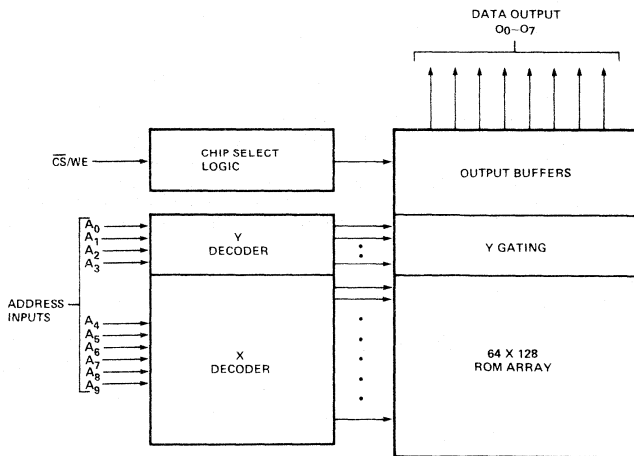 DATA OUTPUT
O0–O7
CS/WE
CHIP SELECT
LOGIC
OUTPUT BUFFERS
A0
A1
A2
A3
Y
DECODER
Y GATING
ADDRESS
INPUTS
A4
A5
A6
A7
A8
A9
X
DECODER
64 X 128
ROM ARRAY